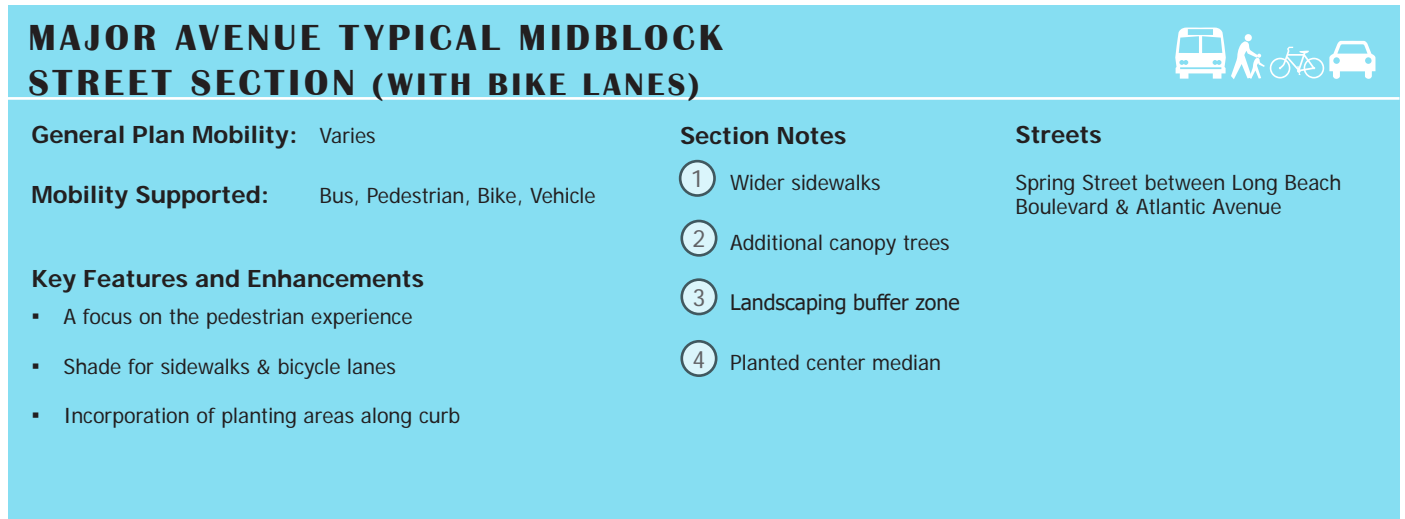 MAJOR AVENUE TYPICAL MIDBLOCK
STREET SECTION (WITH BIKE LANES)
General Plan Mobility: Varies
Mobility Supported: Bus, Pedestrian, Bike, Vehicle
Key Features and Enhancements
▪ A focus on the pedestrian experience
▪ Shade for sidewalks & bicycle lanes
▪ Incorporation of planting areas along curb
Section Notes
1 Wider sidewalks
2 Additional canopy trees
3 Landscaping buffer zone
4 Planted center median
Streets
Spring Street between Long Beach
Boulevard & Atlantic Avenue